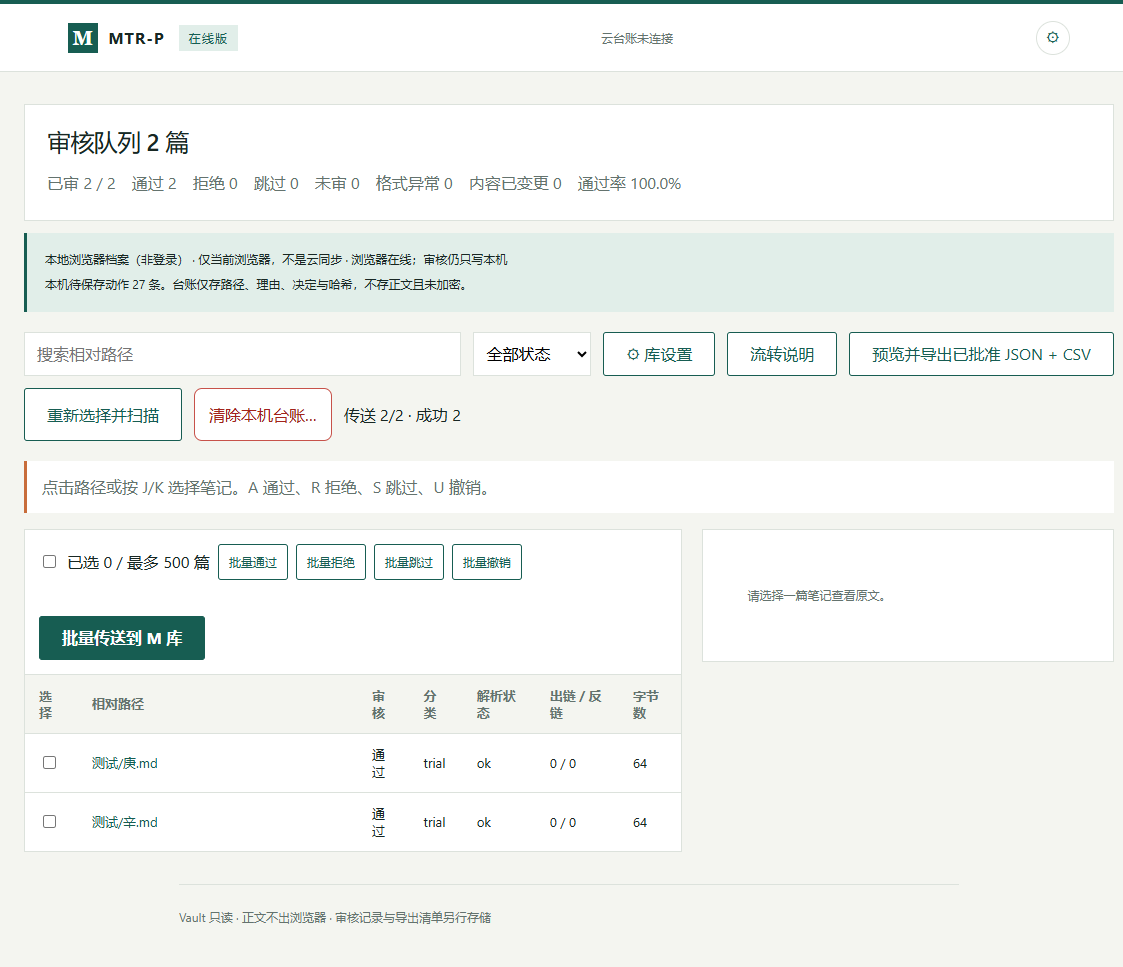 M MTR-P 在线版 云台账未连接 ⚙
审核队列 2 篇
已审 2 / 2 通过 2 拒绝 0 跳过 0 未审 0 格式异常 0 内容已变更 0 通过率 100.0%
本地浏览器档案（非登录） · 仅当前浏览器，不是云同步 · 浏览器在线；审核仍只写本机
本机待保存动作 27 条。台账仅存路径、理由、决定与哈希，不存正文且未加密。
搜索相对路径 全部状态 ⚙ 库设置 流转说明 预览并导出已批准 JSON + CSV
重新选择并扫描 清除本机台账... 传送 2/2 · 成功 2
点击路径或按 J/K 选择笔记。A 通过、R 拒绝、S 跳过、U 撤销。
已选 0 / 最多 500 篇 批量通过 批量拒绝 批量跳过 批量撤销
请选择一篇笔记查看原文。
批量传送到 M 库
选择 相对路径 审核 分类 解析状态 出链 / 反链 字节数
测试/庚.md 通过 trial ok 0 / 0 64
测试/辛.md 通过 trial ok 0 / 0 64
Vault 只读 · 正文不出浏览器 · 审核记录与导出清单另行存储